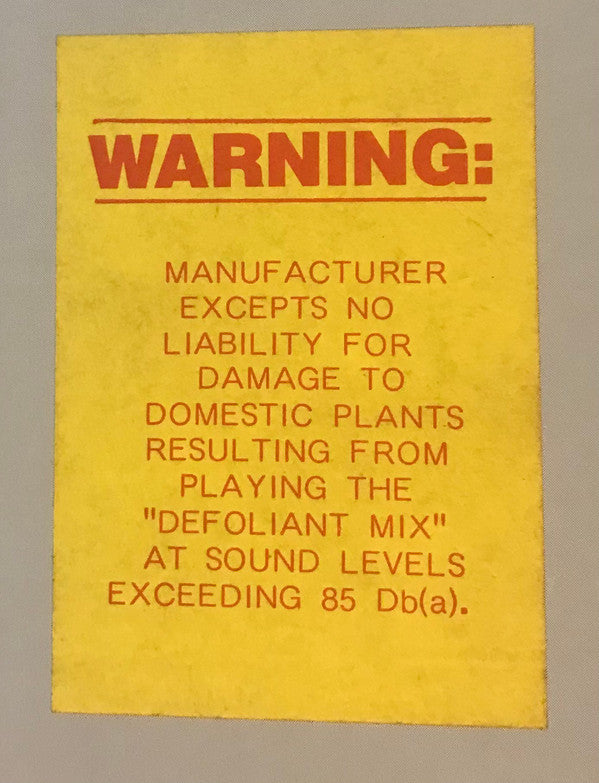 WARNING:
MANUFACTURER
EXCEPTS NO
LIABILITY FOR
DAMAGE TO
DOMESTIC PLANTS
RESULTING FROM
PLAYING THE
"DEFOLIANT MIX"
AT SOUND LEVELS
EXCEEDING 85 Db(a).